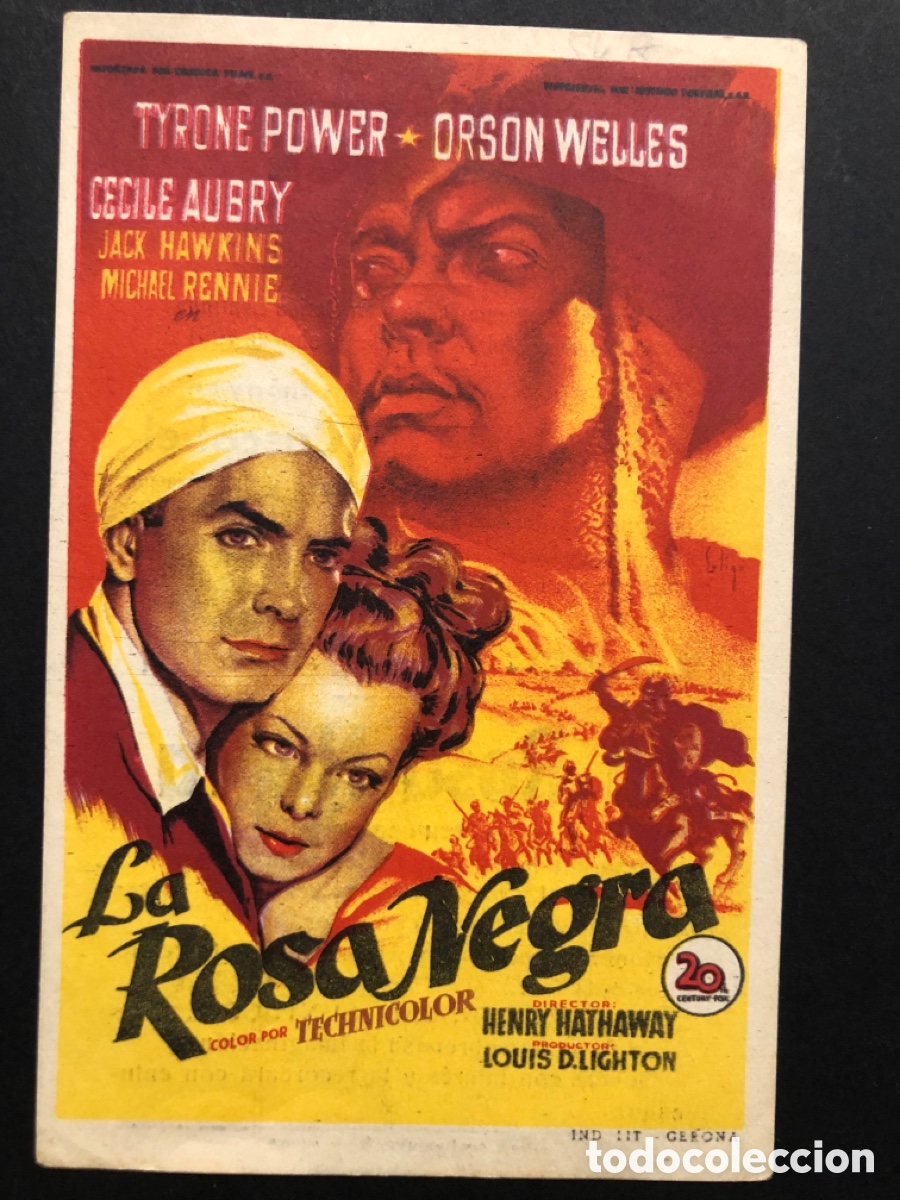 TYRONE POWER ★ ORSON WELLES
CECILE AUBRY
JACK HAWKINS
MICHAEL RENNIE
en
La
Rosa Negra
COLOR POR TECHNICOLOR
DIRECTOR:
HENRY HATHAWAY
PRODUCTOR:
LOUIS D. LIGHTON
20th
CENTURY-FOX
IND LIT - GERONA
todocoleccion